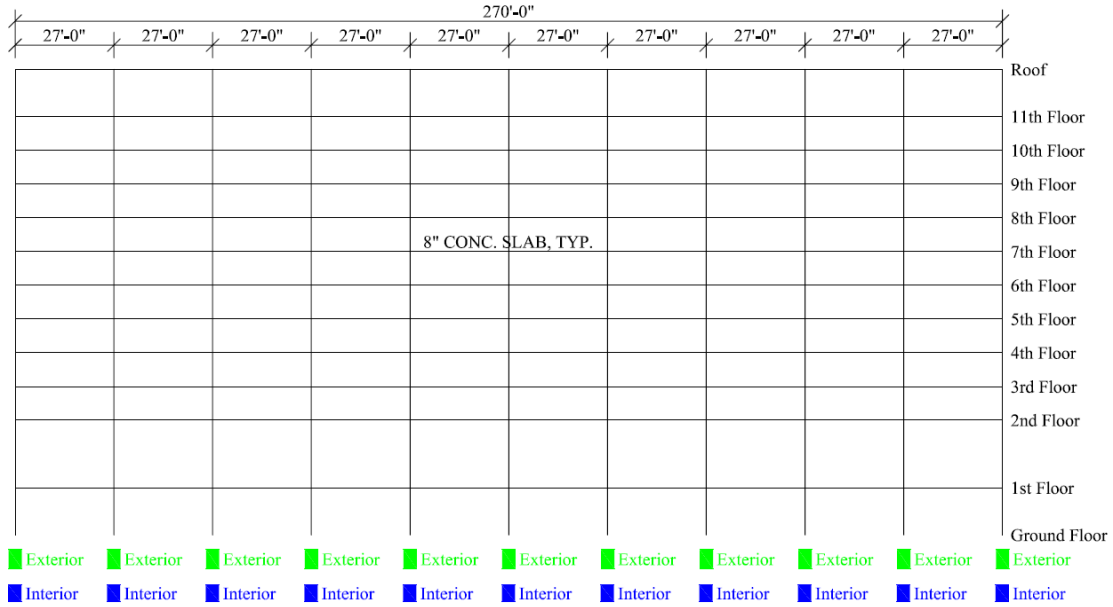 270'-0"
27'-0" 27'-0" 27'-0" 27'-0" 27'-0" 27'-0" 27'-0" 27'-0" 27'-0" 27'-0"
Roof
11th Floor
10th Floor
9th Floor
8th Floor
8" CONC. SLAB, TYP.
7th Floor
6th Floor
5th Floor
4th Floor
3rd Floor
2nd Floor
1st Floor
Ground Floor
Exterior Exterior Exterior Exterior Exterior Exterior Exterior Exterior Exterior Exterior Exterior
Interior Interior Interior Interior Interior Interior Interior Interior Interior Interior Interior